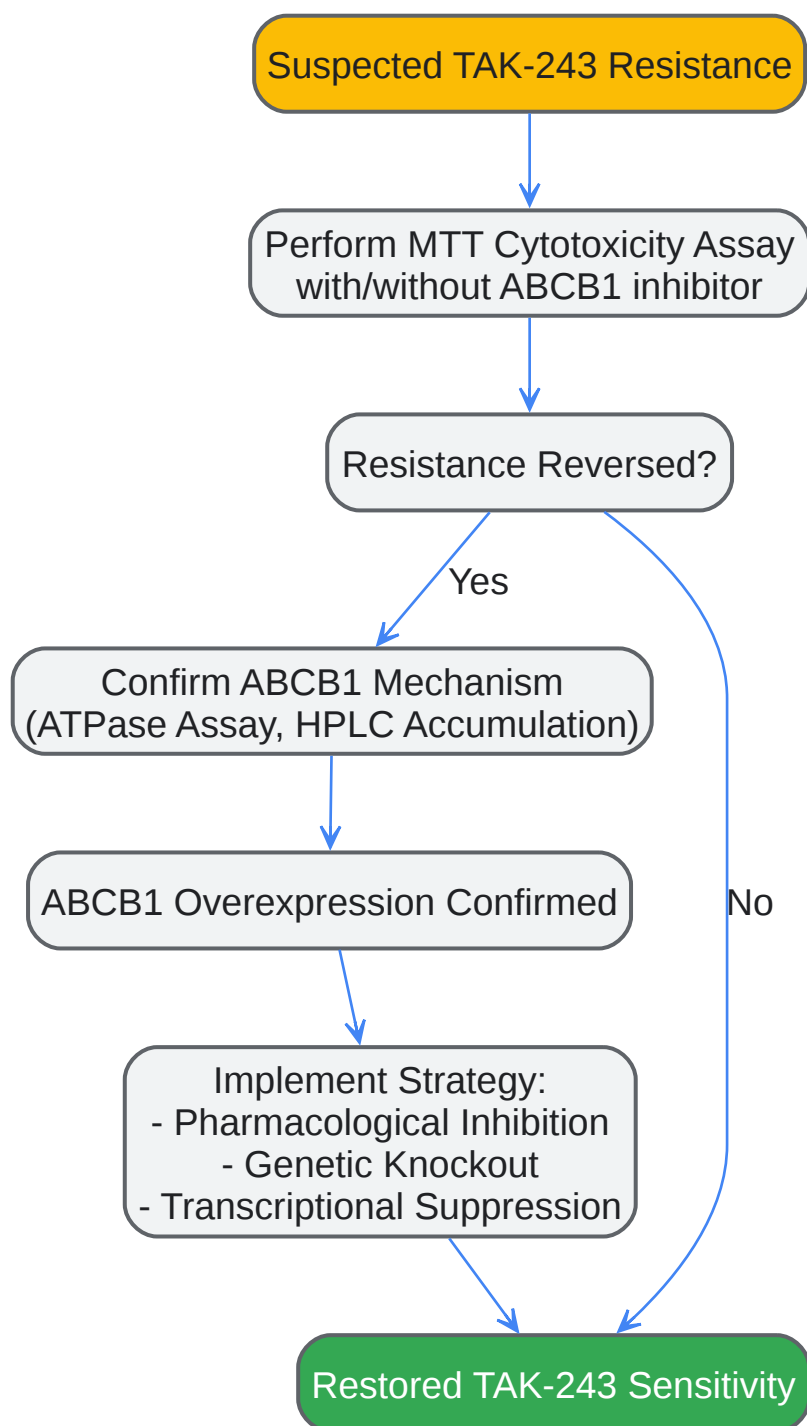 Suspected TAK-243 Resistance
Perform MTT Cytotoxicity Assay
with/without ABCB1 inhibitor
Resistance Reversed?
Yes
Confirm ABCB1 Mechanism
(ATPase Assay, HPLC Accumulation)
ABCB1 Overexpression Confirmed
No
Implement Strategy:
- Pharmacological Inhibition
- Genetic Knockout
- Transcriptional Suppression
Restored TAK-243 Sensitivity